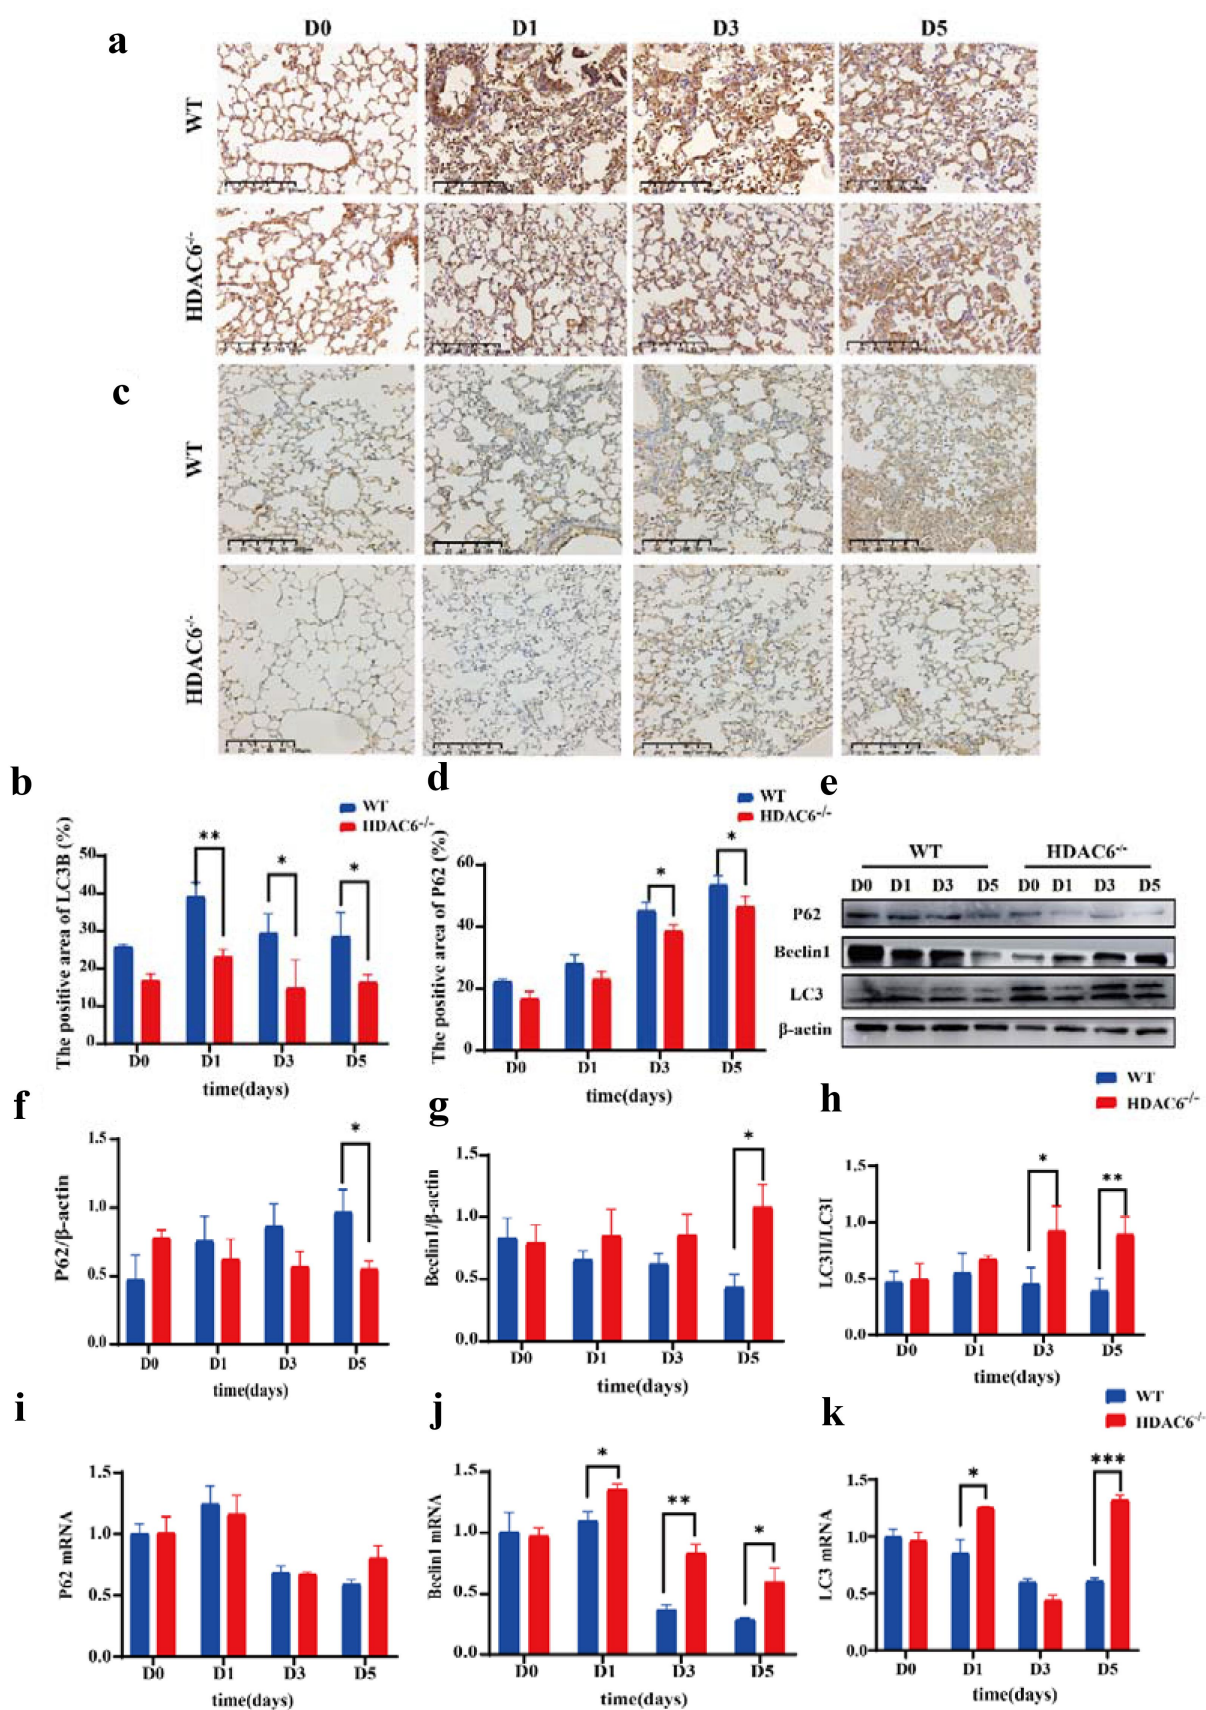 a
D0 D1 D3 D5
WT
HDAC6-/-
c
WT
HDAC6-/-
b
WT
HDAC6-/-
The positive area of LC3B (%)
50
40
30
20
10
0
**
*
*
D0 D1 D3 D5
time(days)
d
WT
HDAC6-/-
The positive area of P62 (%)
60
40
20
0
*
*
D0 D1 D3 D5
time(days)
e
WT HDAC6-/-
D0 D1 D3 D5 D0 D1 D3 D5
P62
Beclin1
LC3
β-actin
f
P62/β-actin
1.5
1.0
0.5
0.0
*
D0 D1 D3 D5
time(days)
g
Beclin1/β-actin
1.5
1.0
0.5
0.0
*
D0 D1 D3 D5
time(days)
h
WT
HDAC6-/-
LC3II/LC3I
1.5
1.0
0.5
0.0
*
**
D0 D1 D3 D5
time(days)
i
P62 mRNA
1.5
1.0
0.5
0.0
D0 D1 D3 D5
time(days)
j
Beclin1 mRNA
1.5
1.0
0.5
0.0
*
**
*
D0 D1 D3 D5
time(days)
k
WT
HDAC6-/-
LC3 mRNA
1.5
1.0
0.5
0.0
*
***
D0 D1 D3 D5
time(days)